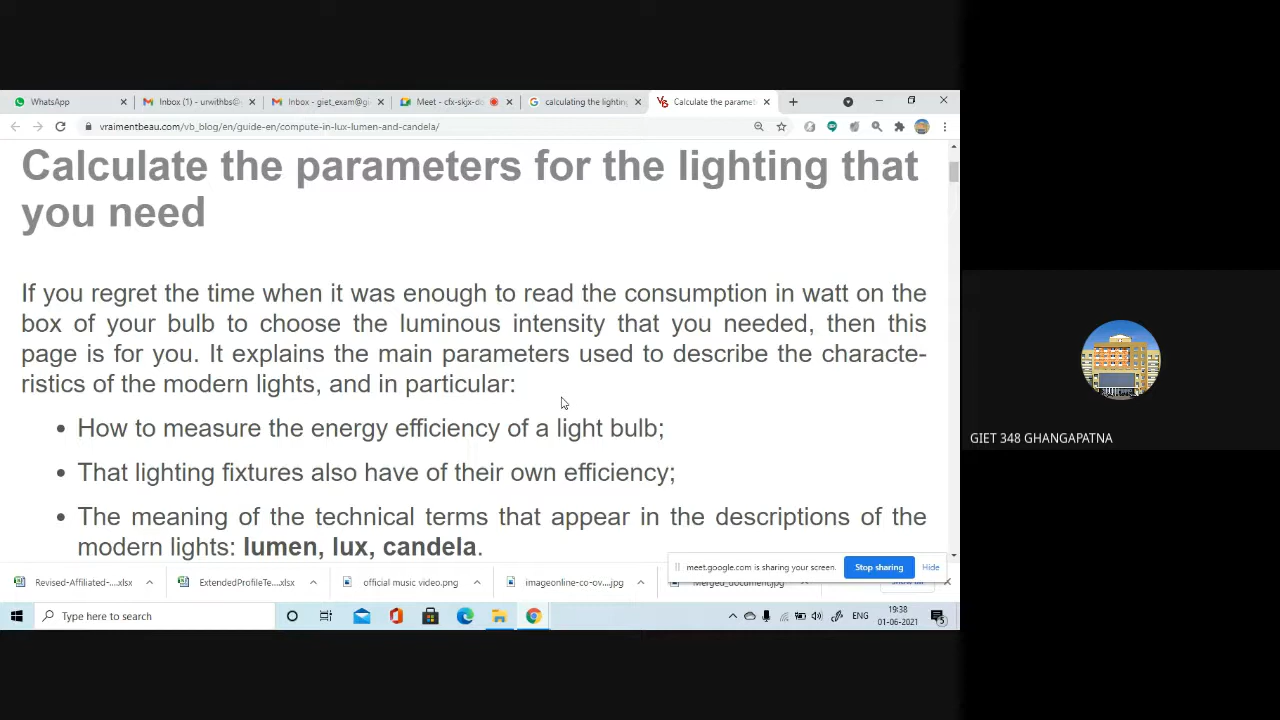 WhatsApp
Inbox (1) - urwithbs@
Inbox - giet_exam@gi
Meet - cfx-skjx-do
calculating the lighting
Calculate the paramet
vraimentbeau.com/vb_blog/en/guide-en/compute-in-lux-lumen-and-candela/
Calculate the parameters for the lighting that
you need
If you regret the time when it was enough to read the consumption in watt on the
box of your bulb to choose the luminous intensity that you needed, then this
page is for you. It explains the main parameters used to describe the characte-
ristics of the modern lights, and in particular:
• How to measure the energy efficiency of a light bulb;
• That lighting fixtures also have of their own efficiency;
• The meaning of the technical terms that appear in the descriptions of the
modern lights: lumen, lux, candela.
GIET 348 GHANGAPATNA
meet.google.com is sharing your screen.
Stop sharing
Hide
Revised-Affiliated-....xlsx
ExtendedProfileTe....xlsx
official music video.png
imageonline-co-ov....jpg
Merged_document.jpg
Show all
Type here to search
ENG
19:38
01-06-2021
5